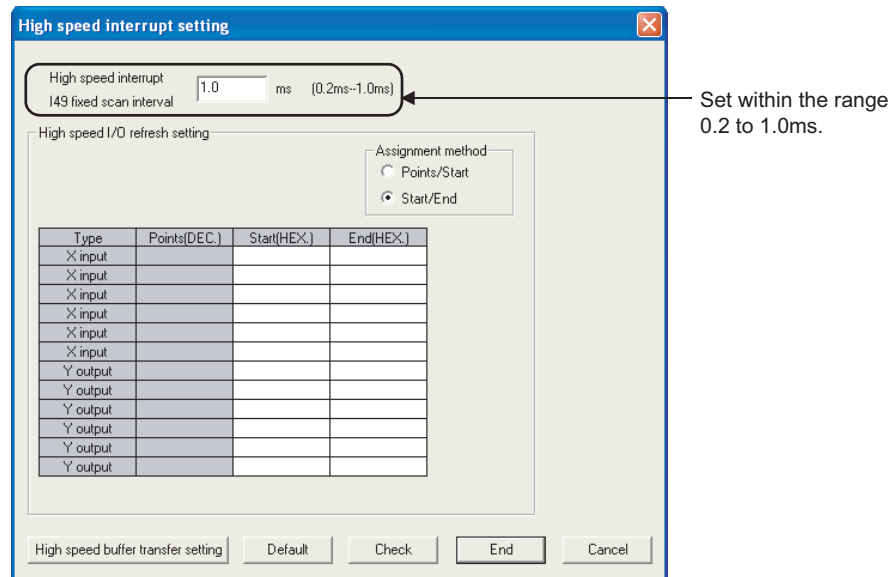 High speed interrupt setting
High speed interrupt
I49 fixed scan interval
1.0
ms
(0.2ms--1.0ms)
Set within the range
0.2 to 1.0ms.
High speed I/O refresh setting
Assignment method
Points/Start
Start/End
Type Points(DEC.) Start(HEX.) End(HEX.)
X input
X input
X input
X input
X input
X input
Y output
Y output
Y output
Y output
Y output
Y output
High speed buffer transfer setting Default Check End Cancel